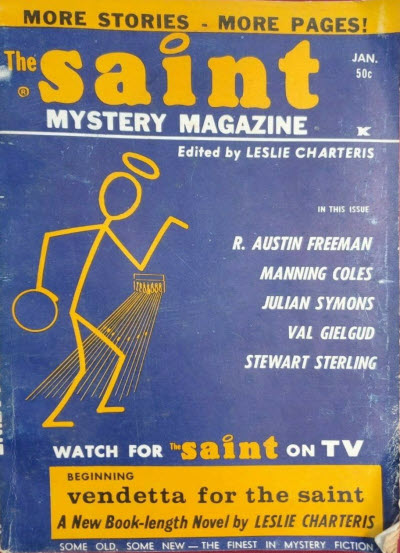 MORE STORIES - MORE PAGES!
The saint
®
JAN.
50c
MYSTERY MAGAZINE K
Edited by LESLIE CHARTERIS
IN THIS ISSUE
R. AUSTIN FREEMAN
MANNING COLES
JULIAN SYMONS
VAL GIELGUD
STEWART STERLING
WATCH FOR The saint ON TV
BEGINNING
vendetta for the saint
A New Book-length Novel by LESLIE CHARTERIS
SOME OLD, SOME NEW — THE FINEST IN MYSTERY FICTION